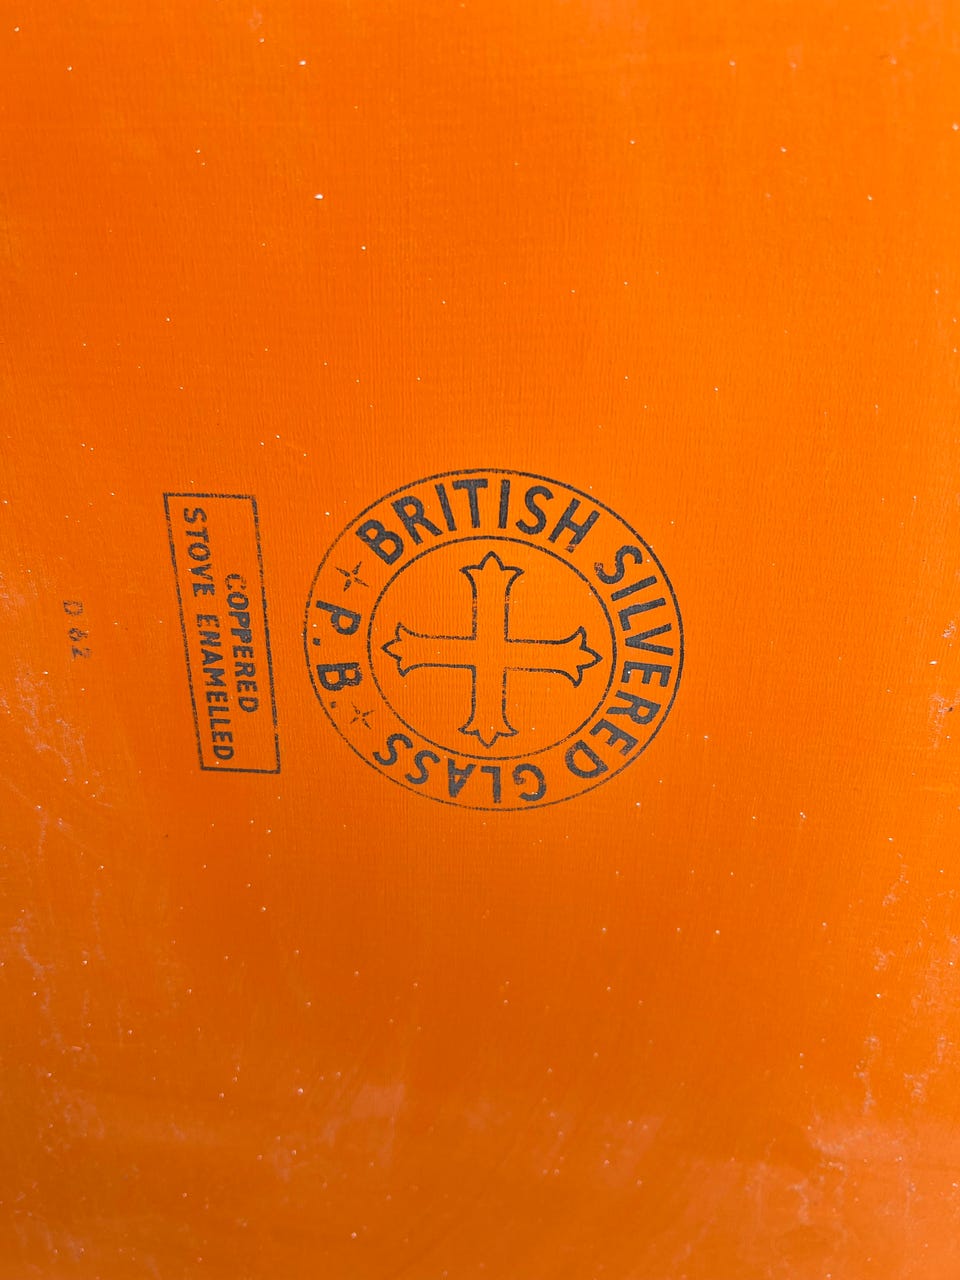 BRITISH SILVERED GLASS
P.B.
COPPERED
STOVE ENAMELLED